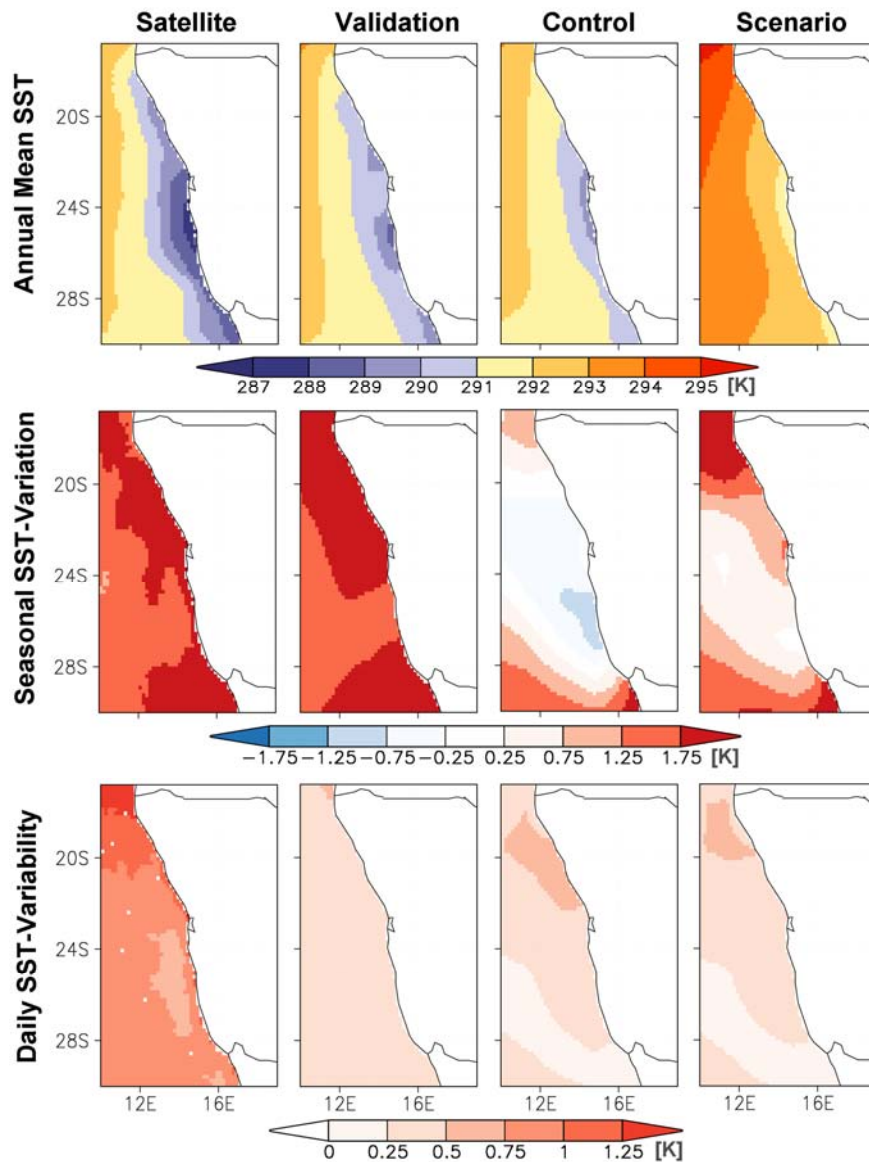 Satellite Validation Control Scenario
Annual Mean SST
20S
24S
28S
12E 16E
287 288 289 290 291 292 293 294 295 [K]
Seasonal SST-Variation
20S
24S
28S
−1.75 −1.25 −0.75 −0.25 0.25 0.75 1.25 1.75 [K]
Daily SST-Variability
20S
24S
28S
12E 16E 12E 16E 12E 16E 12E 16E
0 0.25 0.5 0.75 1 1.25 [K]